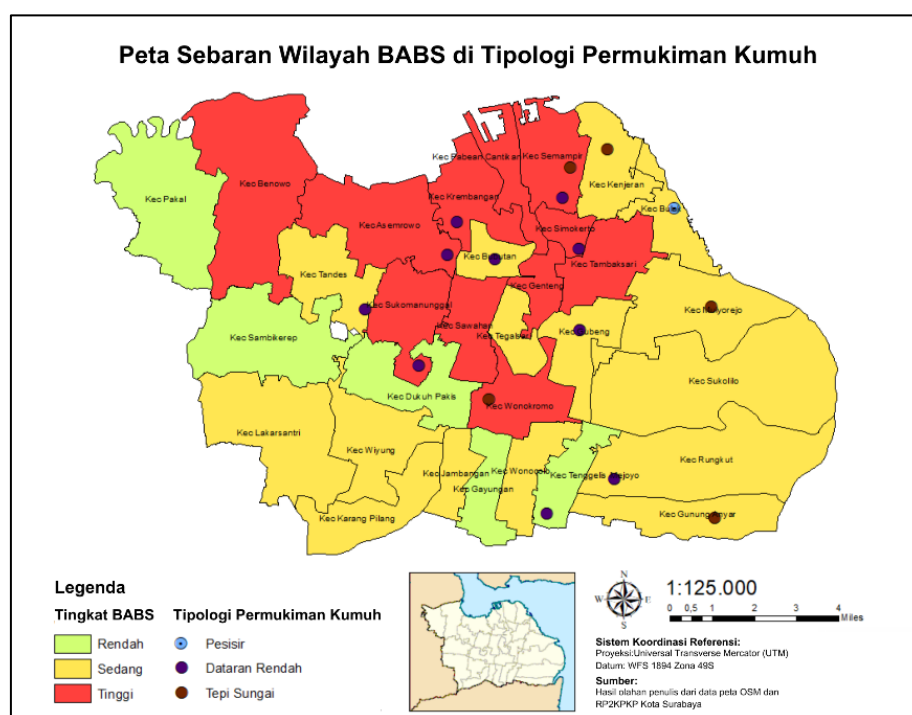 Peta Sebaran Wilayah BABS di Tipologi Permukiman Kumuh
Kec Pakal
Kec Benowo
Kec Pabean Cantikan
Kec Semampir
Kec Kenjeran
Kec Krembangan
Kec Bulak
Kec Asemrowo
Kec Simokerto
Kec Tandes
Kec Bubutan
Kec Tambaksari
Kec Genteng
Kec Sukomanunggal
Kec Mulyorejo
Kec Sawahan
Kec Sambikerep
Kec Tegalsari
Kec Gubeng
Kec Sukolilo
Kec Dukuh Pakis
Kec Wonokromo
Kec Lakarsantri
Kec Wiyung
Kec Rungkut
Kec Jambangan
Kec Wonocolo
Kec Tenggelis Mejoyo
Kec Gayungan
Kec Karang Pilang
Kec Gunung Anyar
Legenda
Tingkat BABS
Rendah
Sedang
Tinggi
Tipologi Permukiman Kumuh
Pesisir
Dataran Rendah
Tepi Sungai
N
W E
S
1:125.000
0 0,5 1 2 3 4
Miles
Sistem Koordinasi Referensi:
Proyeksi:Universal Transverse Mercator (UTM)
Datum: WFS 1894 Zona 49S
Sumber:
Hasil olahan penulis dari data peta OSM dan
RP2KPKP Kota Surabaya